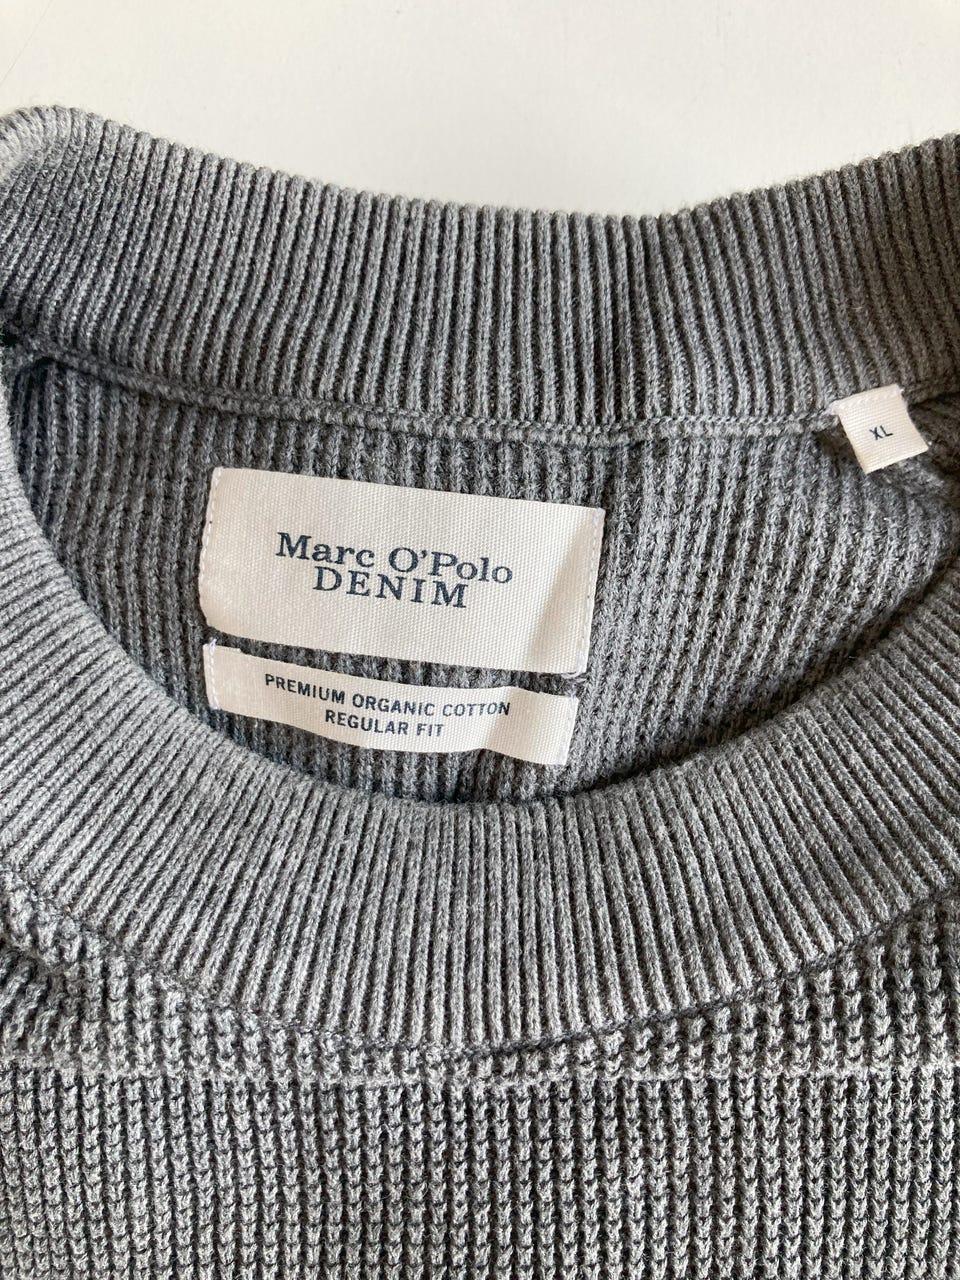 XL
Marc O'Polo
DENIM
PREMIUM ORGANIC COTTON
REGULAR FIT